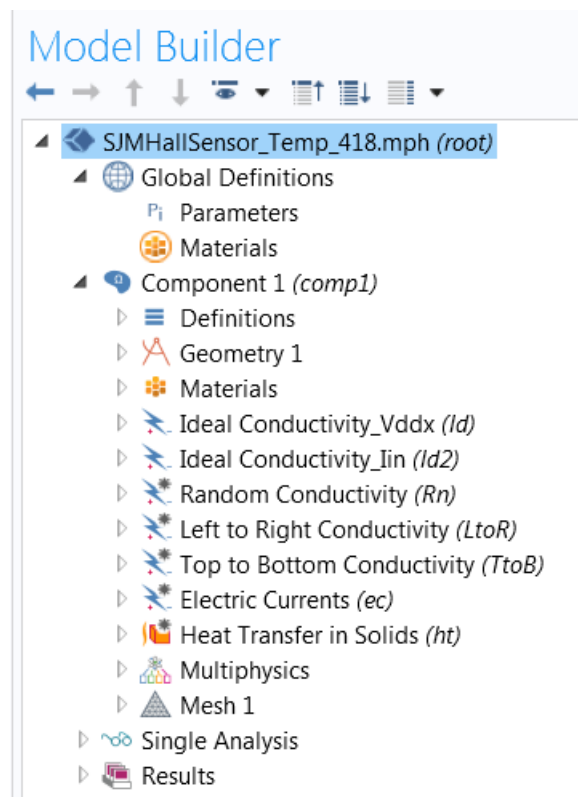 Model Builder
SJMHallSensor_Temp_418.mph (root)
Global Definitions
Pi Parameters
Materials
Component 1 (comp1)
Definitions
Geometry 1
Materials
Ideal Conductivity_Vddx (Id)
Ideal Conductivity_Iin (Id2)
Random Conductivity (Rn)
Left to Right Conductivity (LtoR)
Top to Bottom Conductivity (TtoB)
Electric Currents (ec)
Heat Transfer in Solids (ht)
Multiphysics
Mesh 1
Single Analysis
Results